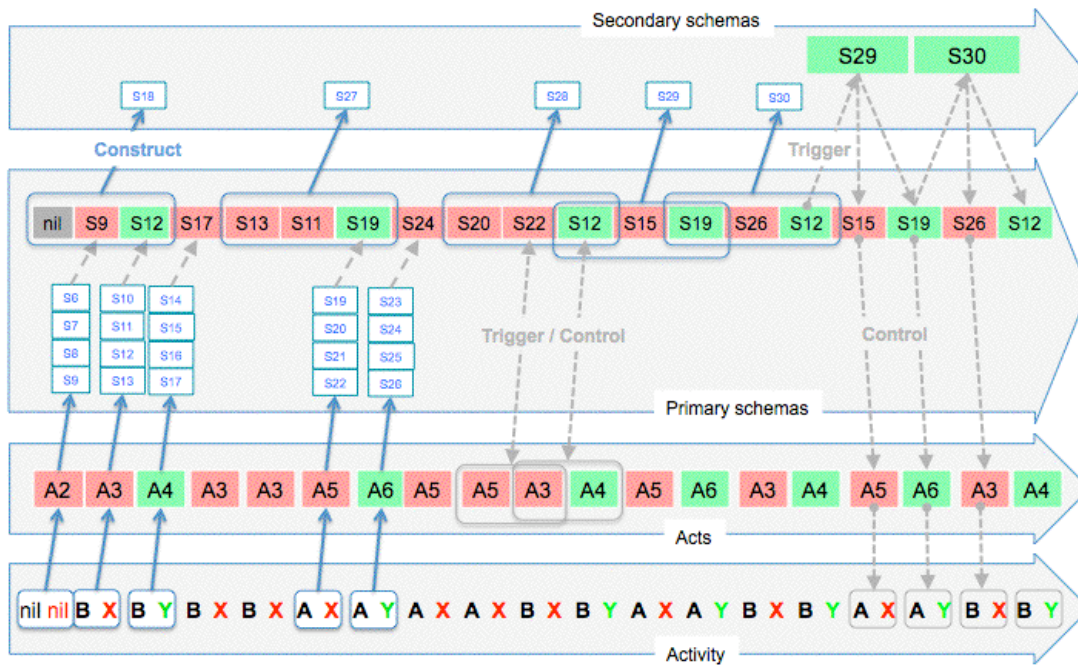 Secondary schemas
S29 S30
S18 S27 S28 S29 S30
Construct Trigger
nil S9 S12 S17 S13 S11 S19 S24 S20 S22 S12 S15 S19 S26 S12 S15 S19 S26 S12
S6 S10 S14 S19 S23
S7 S11 S15 S20 S24
S8 S12 S16 S21 S25
S9 S13 S17 S22 S26
Trigger / Control Control
Primary schemas
A2 A3 A4 A3 A3 A5 A6 A5 A5 A3 A4 A5 A6 A3 A4 A5 A6 A3 A4
Acts
nil nil B X B Y B X B X A X A Y A X A X B X B Y A X A Y B X B Y A X A Y B X B Y
Activity